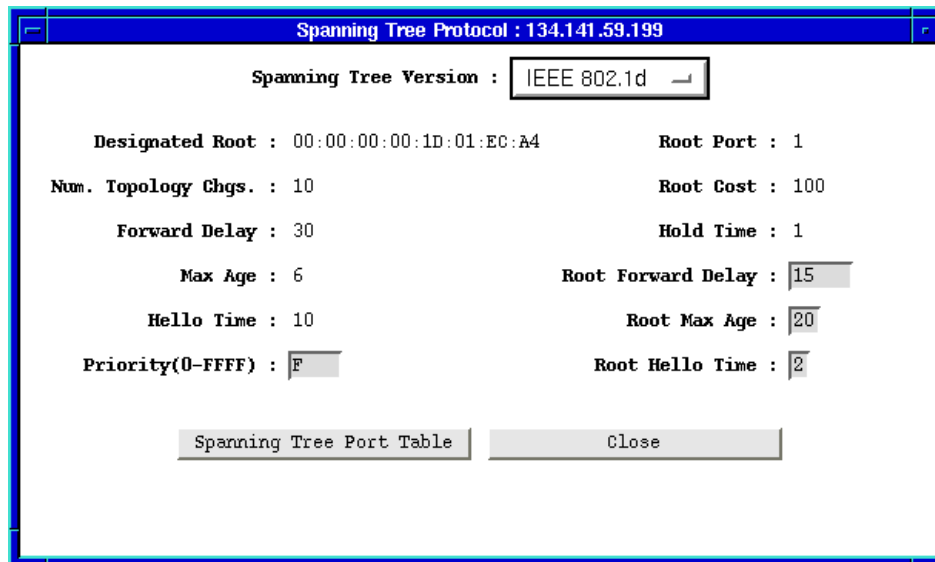 Spanning Tree Protocol : 134.141.59.199
Spanning Tree Version : IEEE 802.1d
Designated Root : 00:00:00:00:1D:01:EC:A4 Root Port : 1
Num. Topology Chgs. : 10 Root Cost : 100
Forward Delay : 30 Hold Time : 1
Max Age : 6 Root Forward Delay : 15
Hello Time : 10 Root Max Age : 20
Priority(0-FFFF) : F Root Hello Time : 2
Spanning Tree Port Table Close